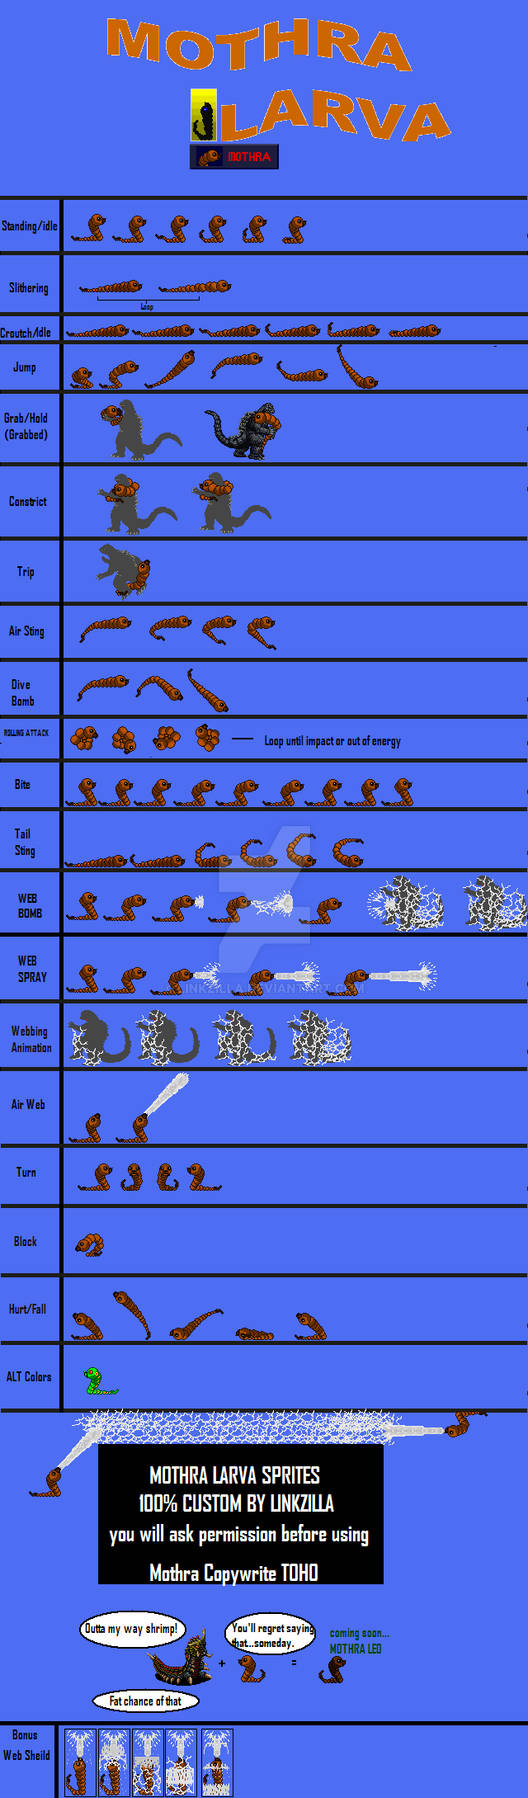 MOTHRA
LARVA
MOTHRA
Standing/idle
Slithering
Loop
Croutch/Idle
Jump
Grab/Hold
(Grabbed)
Constrict
Trip
Air Sting
Dive
Bomb
ROLLING ATTACK
Loop until impact or out of energy
Bite
Tail
Sting
WEB
BOMB
WEB
SPRAY
LINKZILLA.DEVIANTART.COM
Webbing
Animation
Air Web
Turn
Block
Hurt/Fall
ALT Colors
MOTHRA LARVA SPRITES
100% CUSTOM BY LINKZILLA
you will ask permission before using
Mothra Copywrite TOHO
Outta my way shrimp!
You'll regret saying
that...someday.
coming soon...
MOTHRA LEO
+
=
Fat chance of that
Bonus
Web Sheild